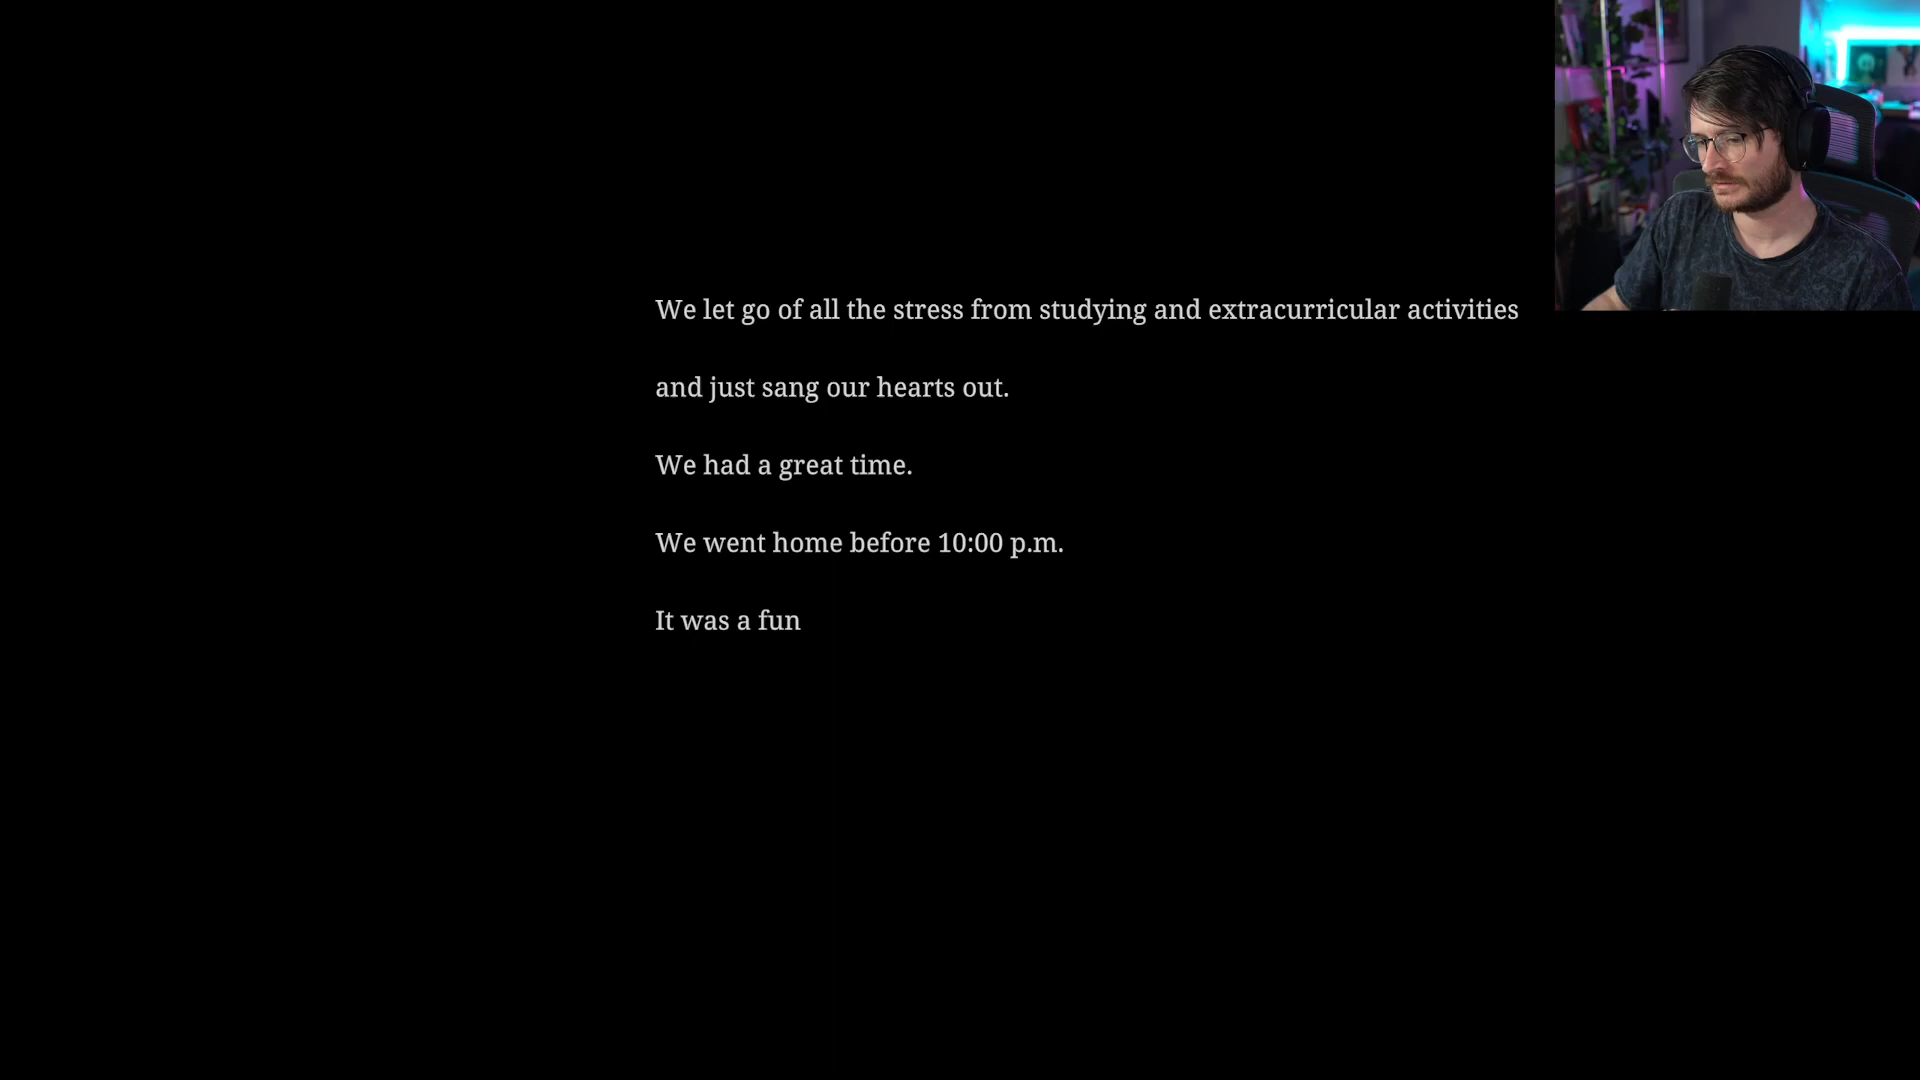 We let go of all the stress from studying and extracurricular activities
and just sang our hearts out.
We had a great time.
We went home before 10:00 p.m.
It was a fun